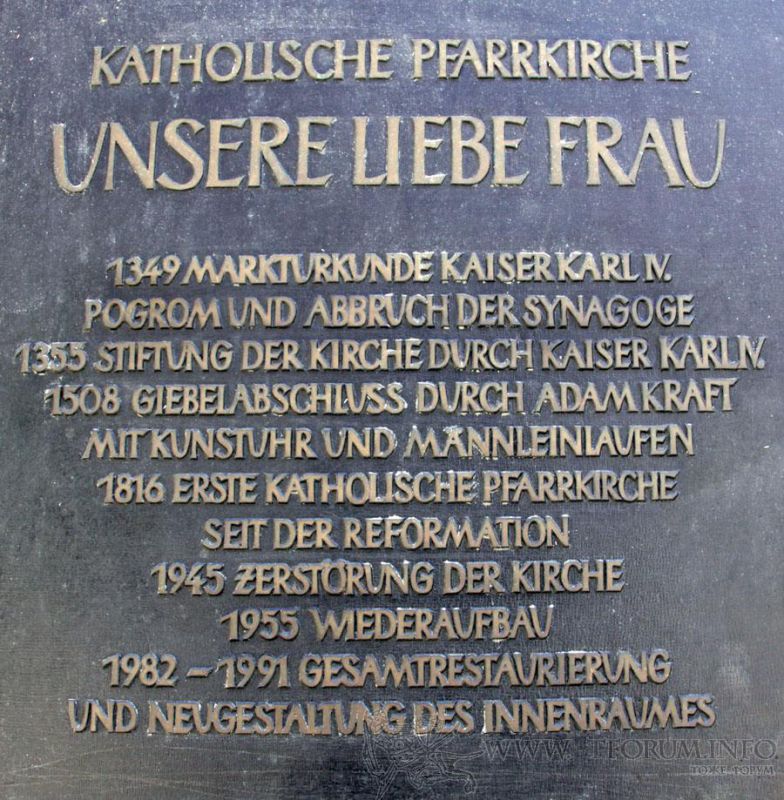 KATHOLISCHE PFARRKIRCHE
UNSERE LIEBE FRAU
1349 MARKTURKUNDE KAISER KARL IV.
POGROM UND ABBRUCH DER SYNAGOGE
1355 STIFTUNG DER KIRCHE DURCH KAISER KARL IV.
1508 GIEBELABSCHLUSS DURCH ADAM KRAFT
MIT KUNSTUHR UND MÄNNLEINLAUFEN
1816 ERSTE KATHOLISCHE PFARRKIRCHE
SEIT DER REFORMATION
1945 ZERSTÖRUNG DER KIRCHE
1955 WIEDERAUFBAU
1982 – 1991 GESAMTRESTAURIERUNG
UND NEUGESTALTUNG DES INNENRAUMES
WWW. TFORUM.INFO
ТОЖЕ ФОРУМ